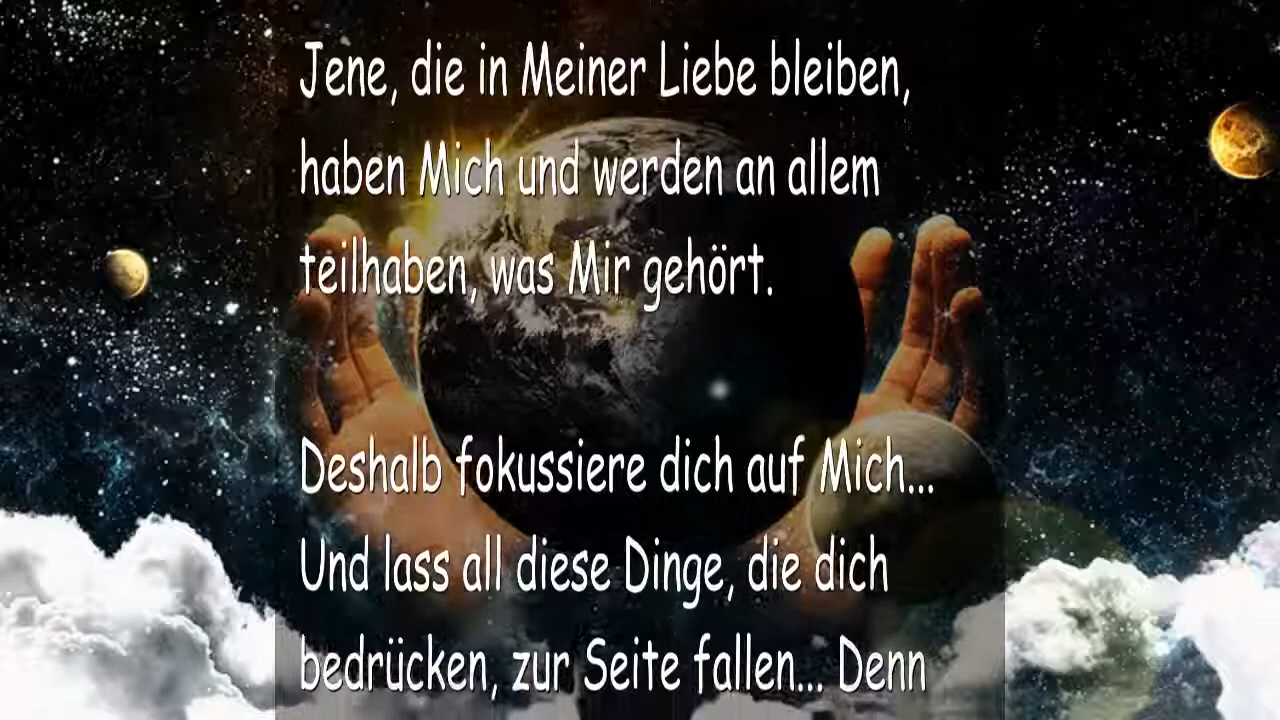 Jene, die in Meiner Liebe bleiben,
haben Mich und werden an allem
teilhaben, was Mir gehört.
Deshalb fokussiere dich auf Mich...
Und lass all diese Dinge, die dich
bedrücken, zur Seite fallen... Denn